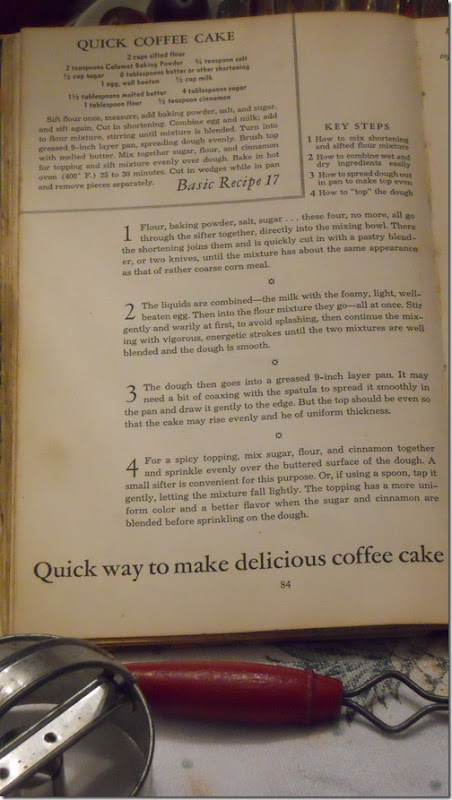 QUICK COFFEE CAKE
2 cups sifted flour
2 teaspoons Calumet Baking Powder ¾ teaspoon salt
½ cup sugar 6 tablespoons butter or other shortening
1 egg, well beaten ½ cup milk
1½ tablespoons melted butter 4 tablespoons sugar
1 tablespoon flour ½ teaspoon cinnamon
Sift flour once, measure, add baking powder, salt, and sugar,
and sift again. Cut in shortening. Combine egg and milk; add
to flour mixture, stirring until mixture is blended. Turn into
greased 9-inch layer pan, spreading dough evenly. Brush top
with melted butter. Mix together sugar, flour, and cinnamon
for topping and sift mixture evenly over dough. Bake in hot
oven (400° F.) 25 to 30 minutes. Cut in wedges while in pan
and remove pieces separately.
Basic Recipe 17
KEY STEPS
1 How to mix shortening
and sifted flour mixture
2 How to combine wet and
dry ingredients easily
3 How to spread dough out
in pan to make top even
4 How to "top" the dough
1 Flour, baking powder, salt, sugar . . . these four, no more, all go
through the sifter together, directly into the mixing bowl. There
the shortening joins them and is quickly cut in with a pastry blend-
er, or two knives, until the mixture has about the same appearance
as that of rather coarse corn meal.
2 The liquids are combined—the milk with the foamy, light, well-
beaten egg. Then into the flour mixture they go—all at once. Stir
gently and warily at first, to avoid splashing, then continue the mix-
ing with vigorous, energetic strokes until the two mixtures are well
blended and the dough is smooth.
3 The dough then goes into a greased 9-inch layer pan. It may
need a bit of coaxing with the spatula to spread it smoothly in
the pan and draw it gently to the edge. But the top should be even so
that the cake may rise evenly and be of uniform thickness.
4 For a spicy topping, mix sugar, flour, and cinnamon together
and sprinkle evenly over the buttered surface of the dough. A
small sifter is convenient for this purpose. Or, if using a spoon, tap it
gently, letting the mixture fall lightly. The topping has a more uni-
form color and a better flavor when the sugar and cinnamon are
blended before sprinkling on the dough.
Quick way to make delicious coffee cake
84